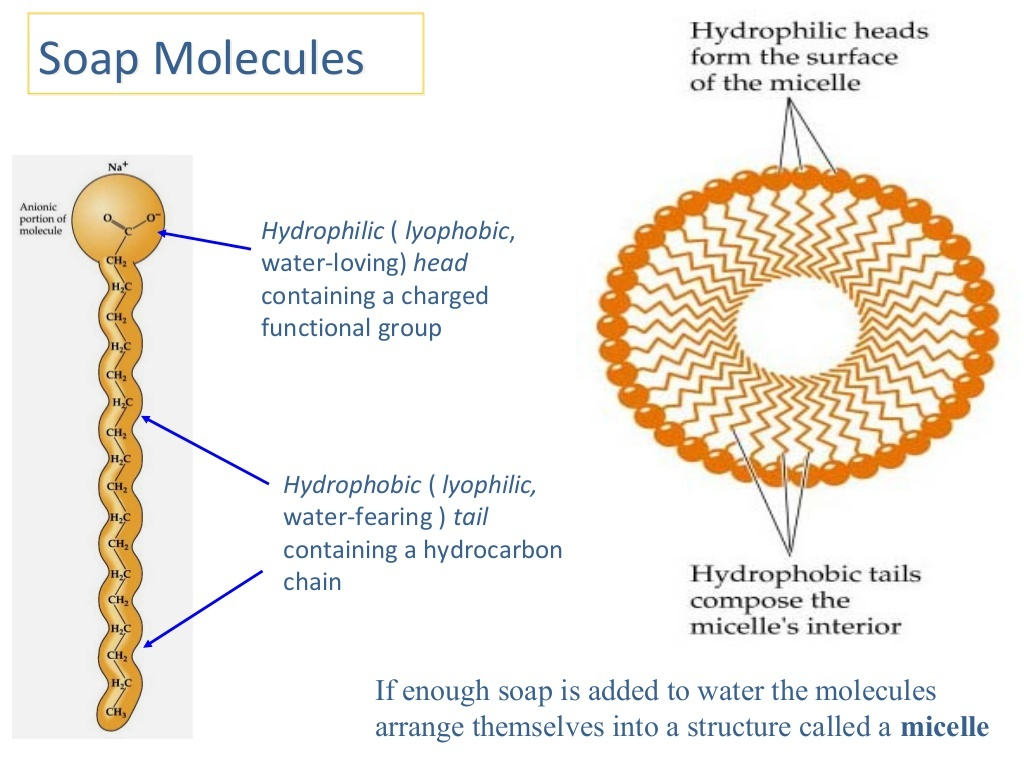 Soap Molecules
Hydrophilic heads
form the surface
of the micelle
Na⁺
Anionic
portion of
molecule
O O⁻
C
CH₂
H₂C
CH₂
H₂C
CH₂
H₂C
CH₂
H₂C
CH₂
H₂C
CH₂
H₂C
CH₂
H₂C
CH₂
H₂C
CH₃
Hydrophilic ( lyophobic,
water-loving) head
containing a charged
functional group
Hydrophobic ( lyophilic,
water-fearing ) tail
containing a hydrocarbon
chain
Hydrophobic tails
compose the
micelle's interior
If enough soap is added to water the molecules
arrange themselves into a structure called a micelle